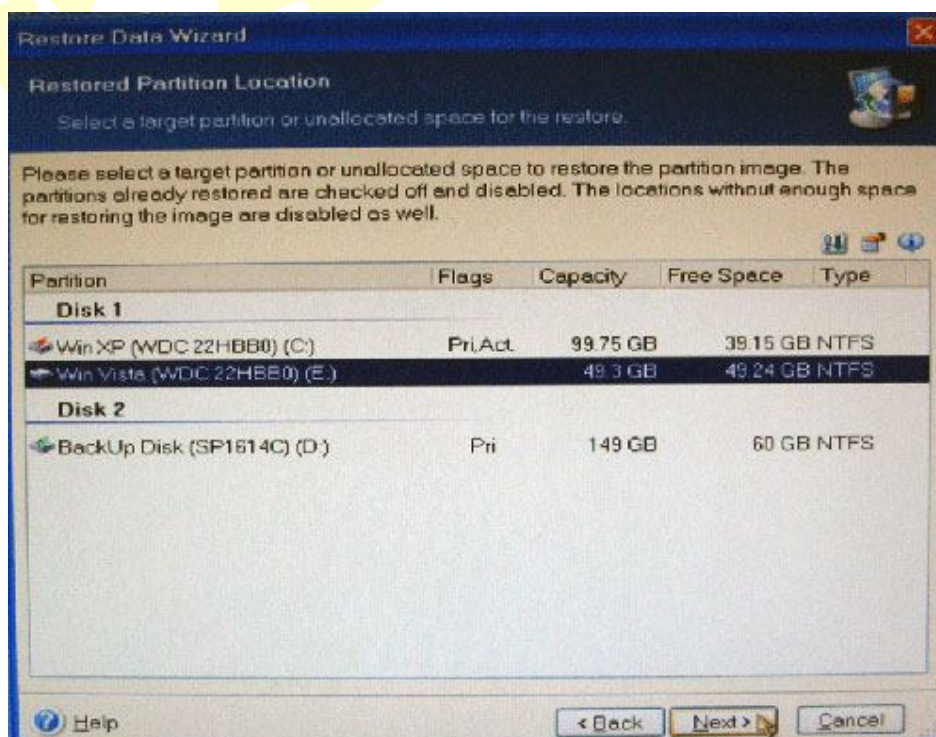 Restore Data Wizard
Restored Partition Location
Select a target partition or unallocated space for the restore.
Please select a target partition or unallocated space to restore the partition image. The
partitions already restored are checked off and disabled. The locations without enough space
for restoring the image are disabled as well.
Partition Flags Capacity Free Space Type
Disk 1
Win XP (WDC 22HBB0) (C:) Pri,Act. 99.75 GB 39.15 GB NTFS
Win Vista (WDC 22HBB0) (E:) 49.3 GB 49.24 GB NTFS
Disk 2
BackUp Disk (SP1614C) (D:) Pri 149 GB 60 GB NTFS
Help < Back Next > Cancel